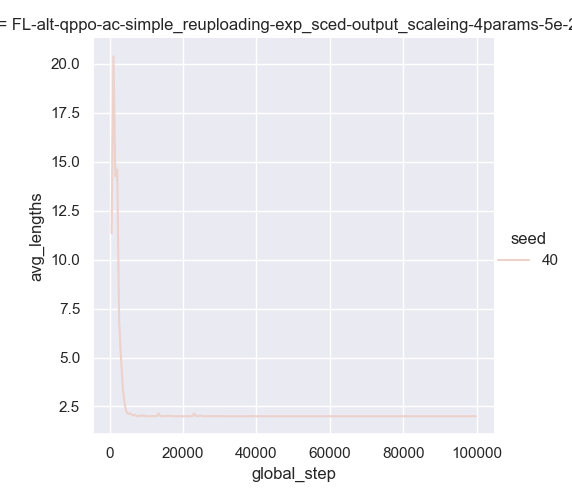 = FL-alt-qppo-ac-simple_reuploading-exp_sced-output_scaleing-4params-5e-2
20.0
17.5
15.0
12.5
10.0
7.5
5.0
2.5
avg_lengths
0 20000 40000 60000 80000 100000
global_step
seed
40